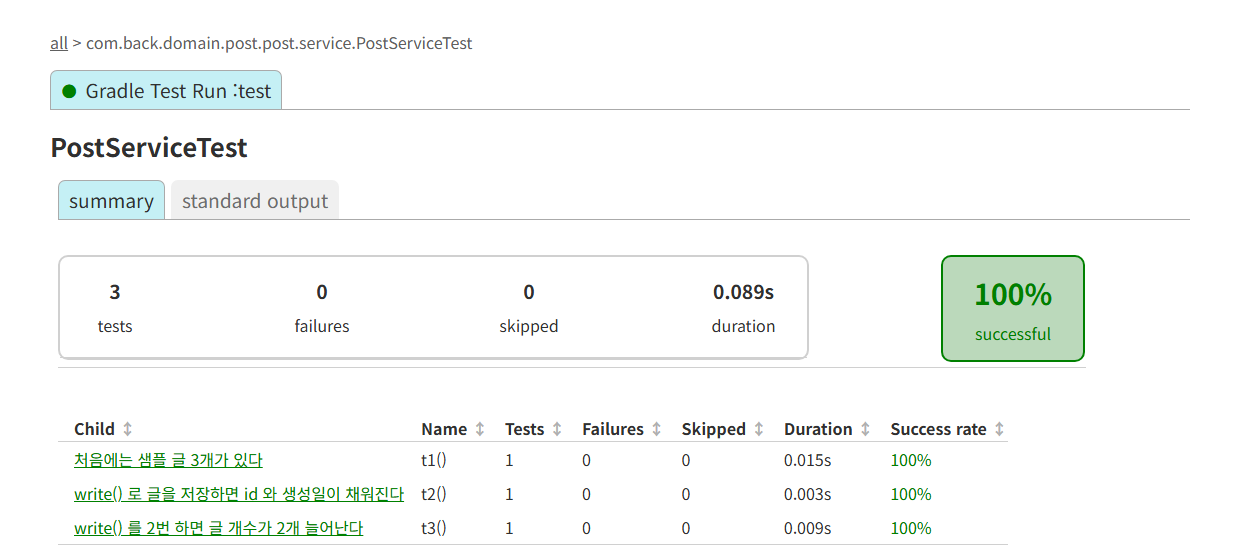 all > com.back.domain.post.post.service.PostServiceTest
Gradle Test Run :test
PostServiceTest
summary standard output
3 0 0 0.089s 100%
tests failures skipped duration successful
Child Name Tests Failures Skipped Duration Success rate
처음에는 샘플 글 3개가 있다 t1() 1 0 0 0.015s 100%
write() 로 글을 저장하면 id 와 생성일이 채워진다 t2() 1 0 0 0.003s 100%
write() 를 2번 하면 글 개수가 2개 늘어난다 t3() 1 0 0 0.009s 100%